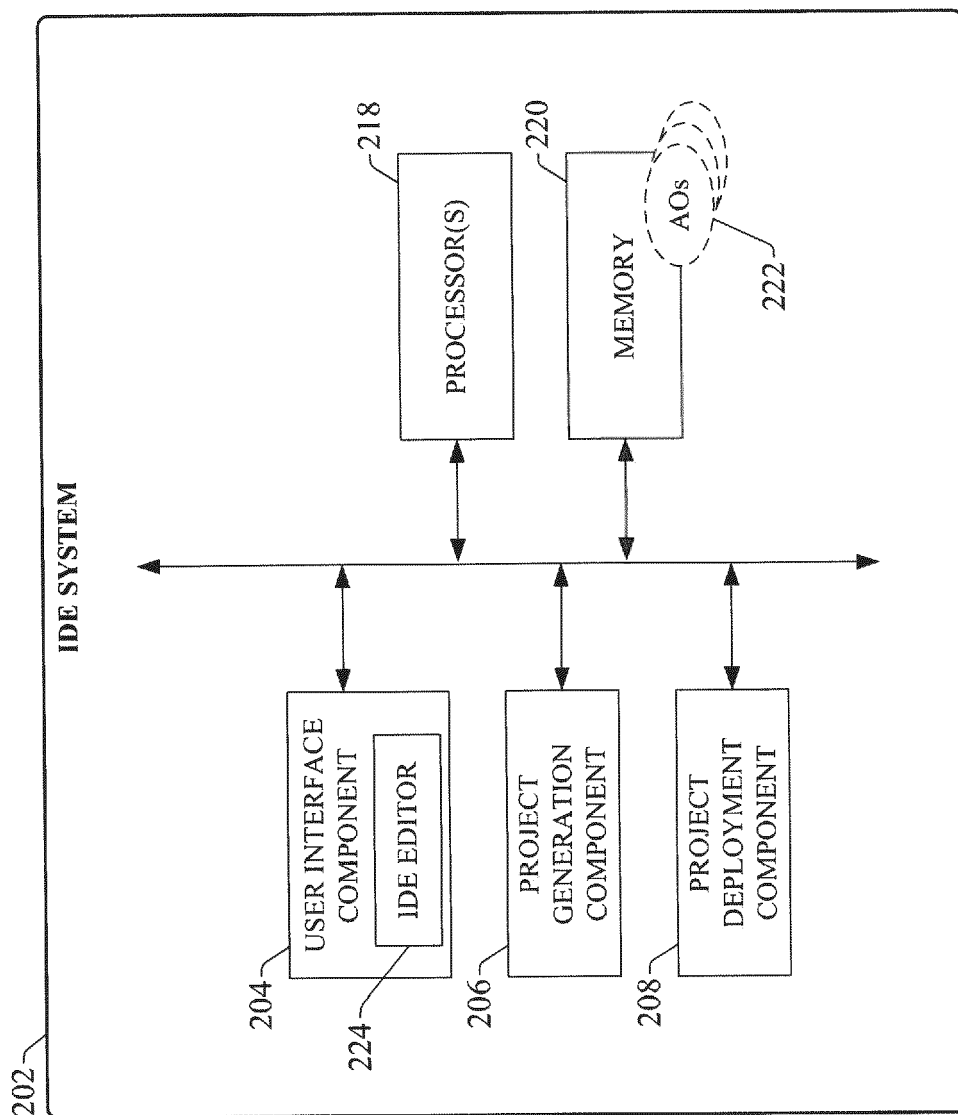 202
IDE SYSTEM
204
USER INTERFACE
COMPONENT
224
IDE EDITOR
206
PROJECT
GENERATION
COMPONENT
208
PROJECT
DEPLOYMENT
COMPONENT
218
PROCESSOR(S)
220
MEMORY
AOs
222